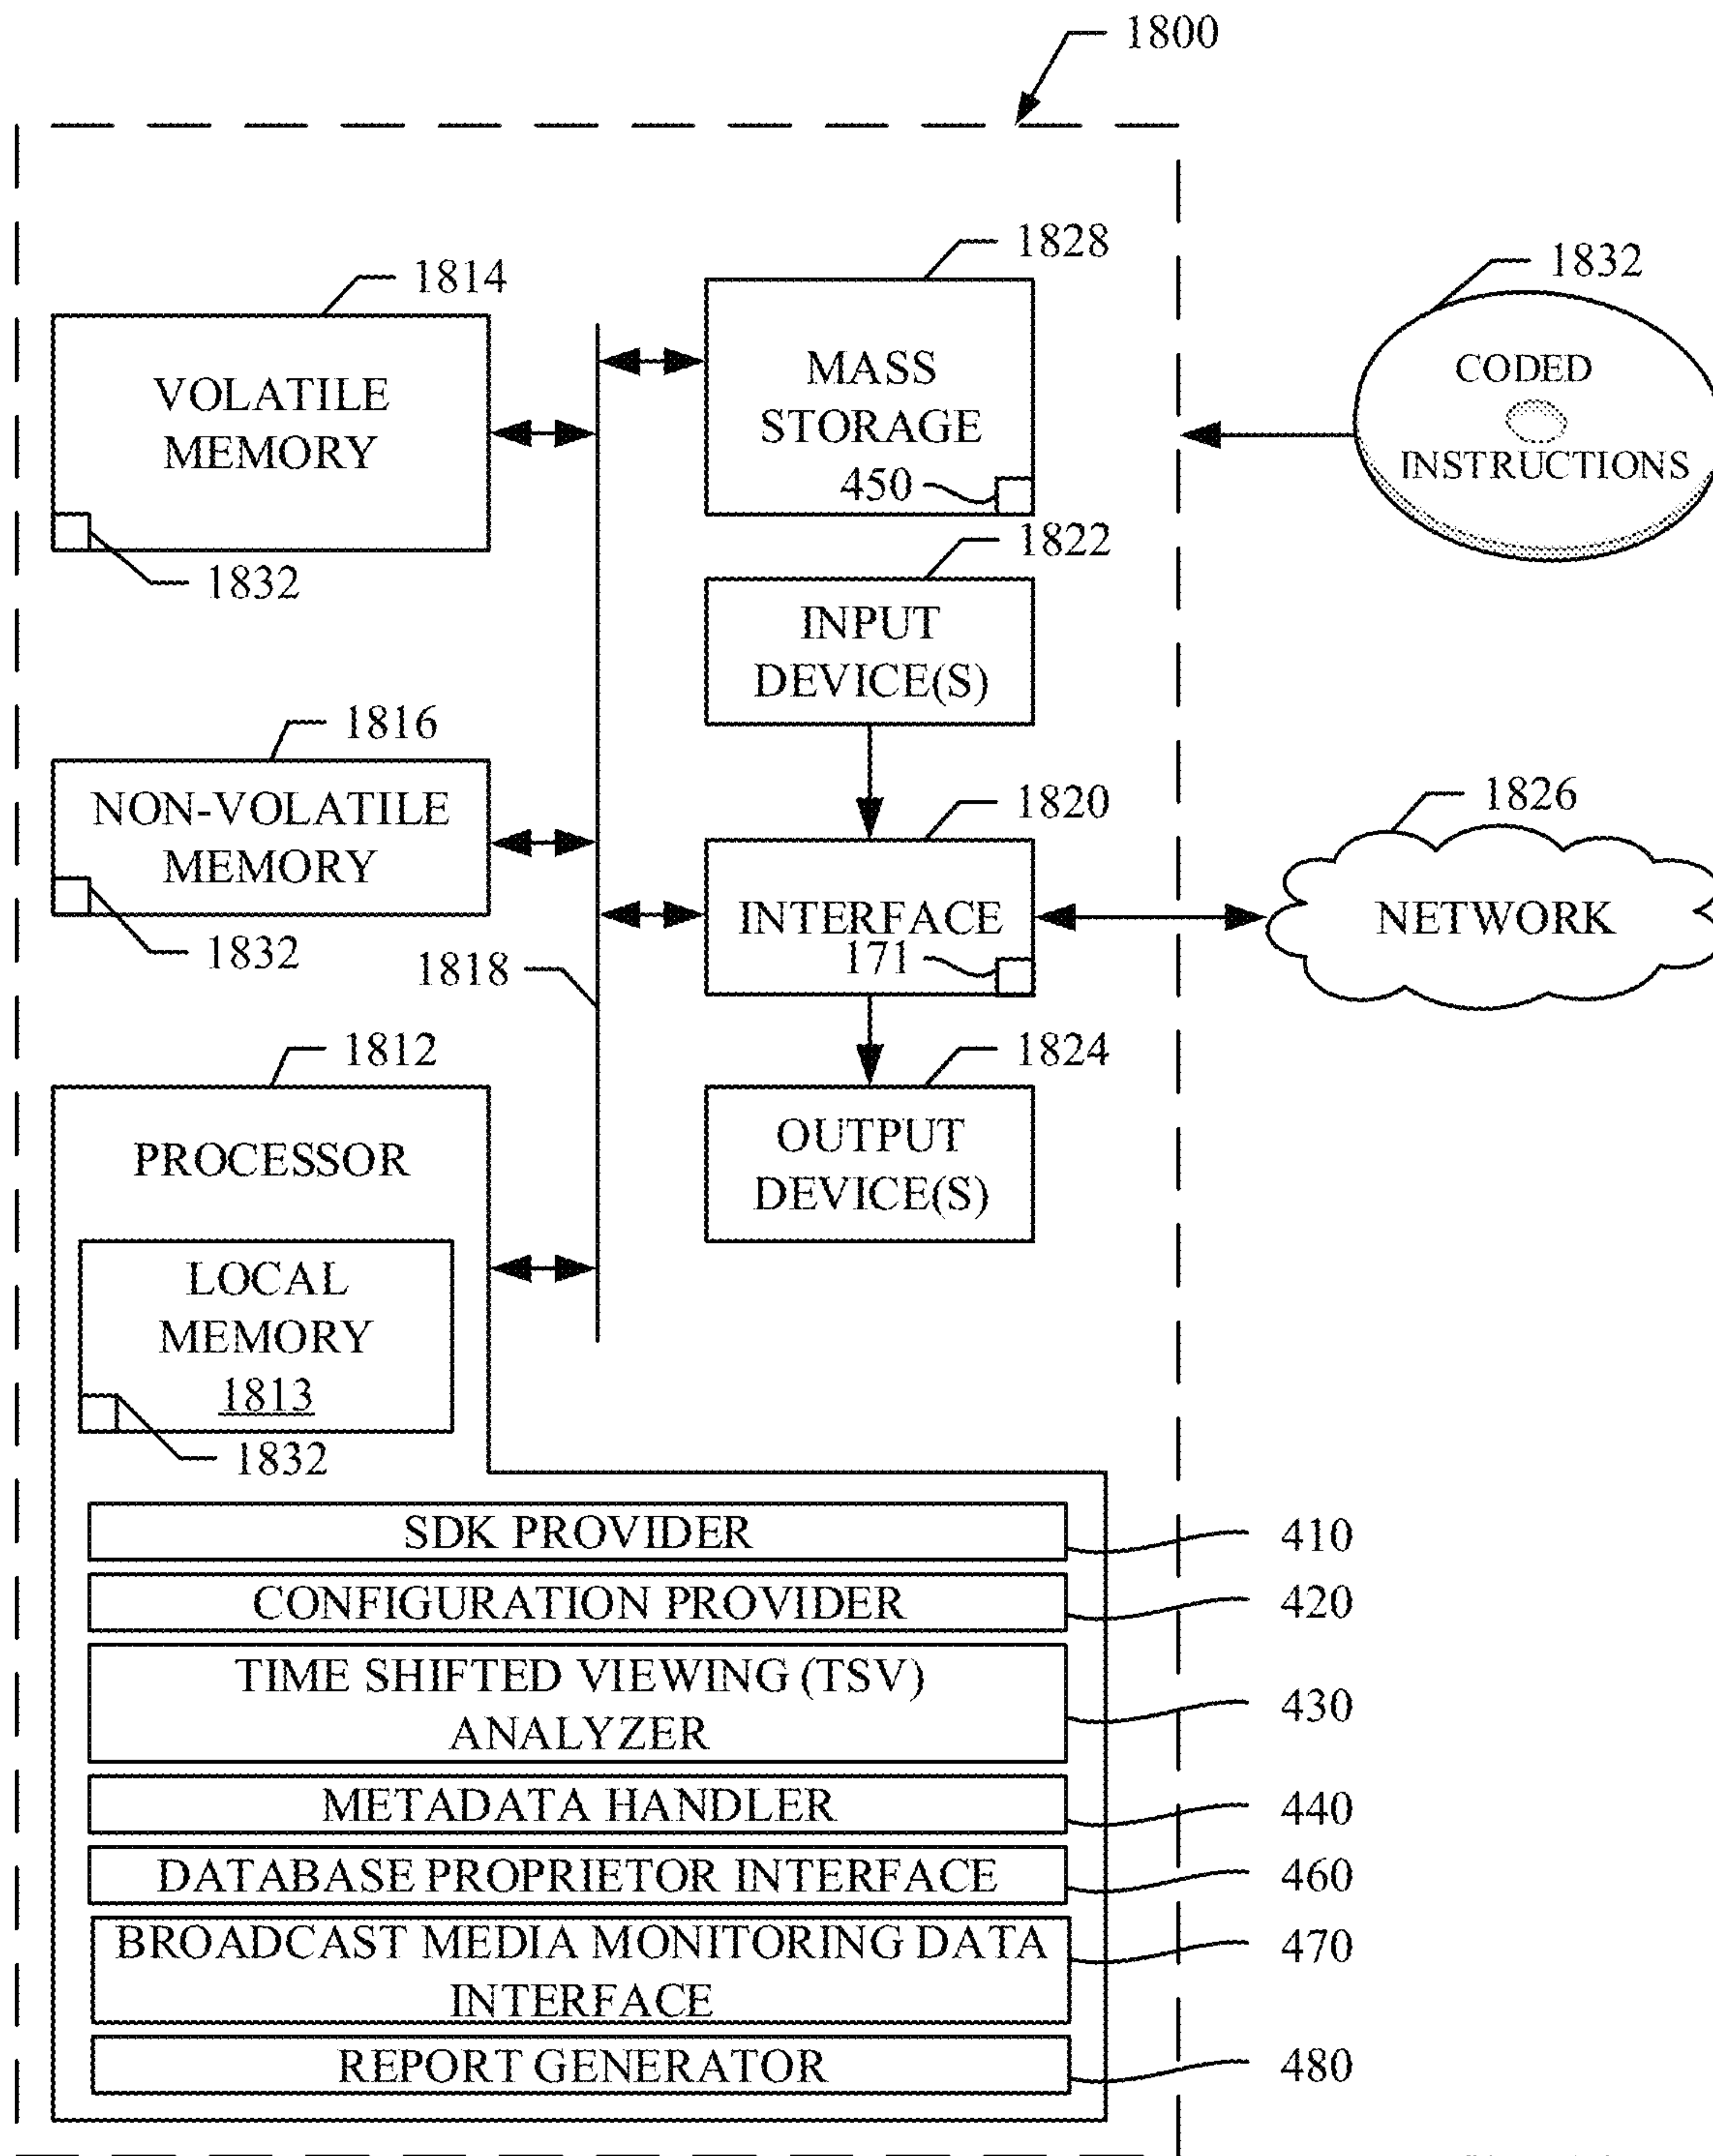 1800
1828
1814
1832
MASS
STORAGE
VOLATILE
MEMORY
CODED
INSTRUCTIONS
450
1832
1822
INPUT
DEVICE(S)
1816
1820
1826
NON-VOLATILE
MEMORY
INTERFACE
NETWORK
171
1832
1818
1812
1824
PROCESSOR
OUTPUT
DEVICE(S)
LOCAL
MEMORY
1813
1832
SDK PROVIDER
410
CONFIGURATION PROVIDER
420
TIME SHIFTED VIEWING (TSV)
ANALYZER
430
METADATA HANDLER
440
DATABASE PROPRIETOR INTERFACE
460
BROADCAST MEDIA MONITORING DATA
INTERFACE
470
REPORT GENERATOR
480